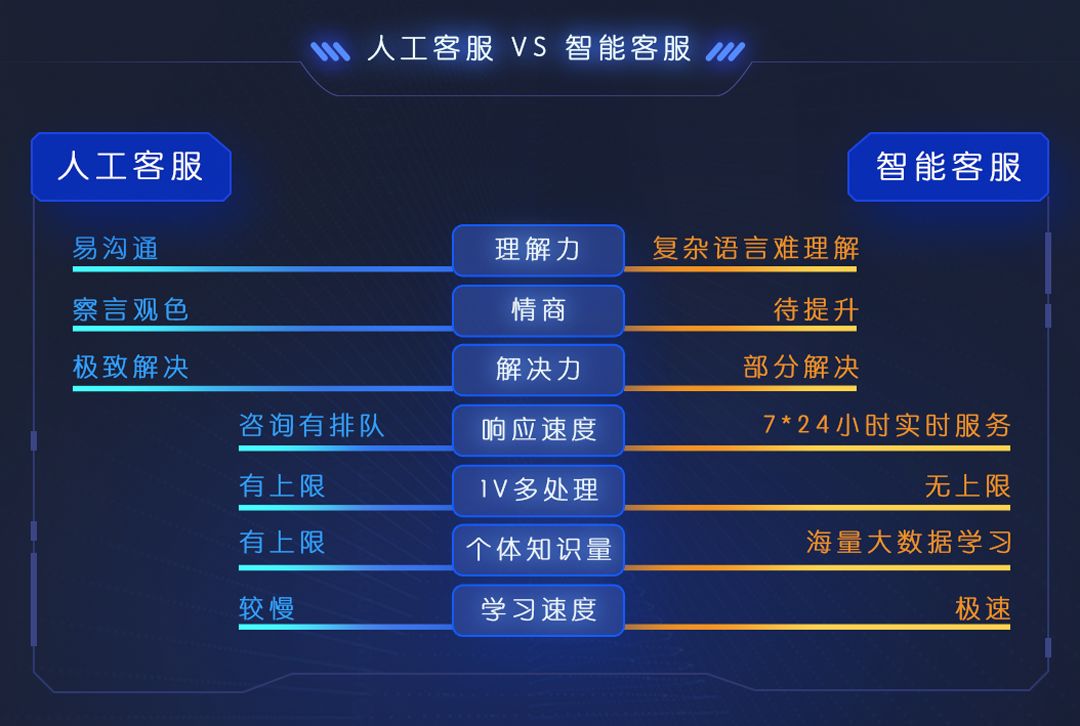 人工客服 VS 智能客服
人工客服 智能客服
易沟通 理解力 复杂语言难理解
察言观色 情商 待提升
极致解决 解决力 部分解决
咨询有排队 响应速度 7*24小时实时服务
有上限 1V多处理 无上限
有上限 个体知识量 海量大数据学习
较慢 学习速度 极速